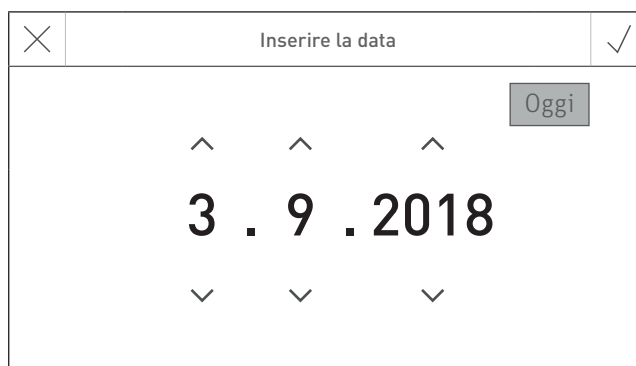 Inserire la data
Oggi
3 . 9 . 2018